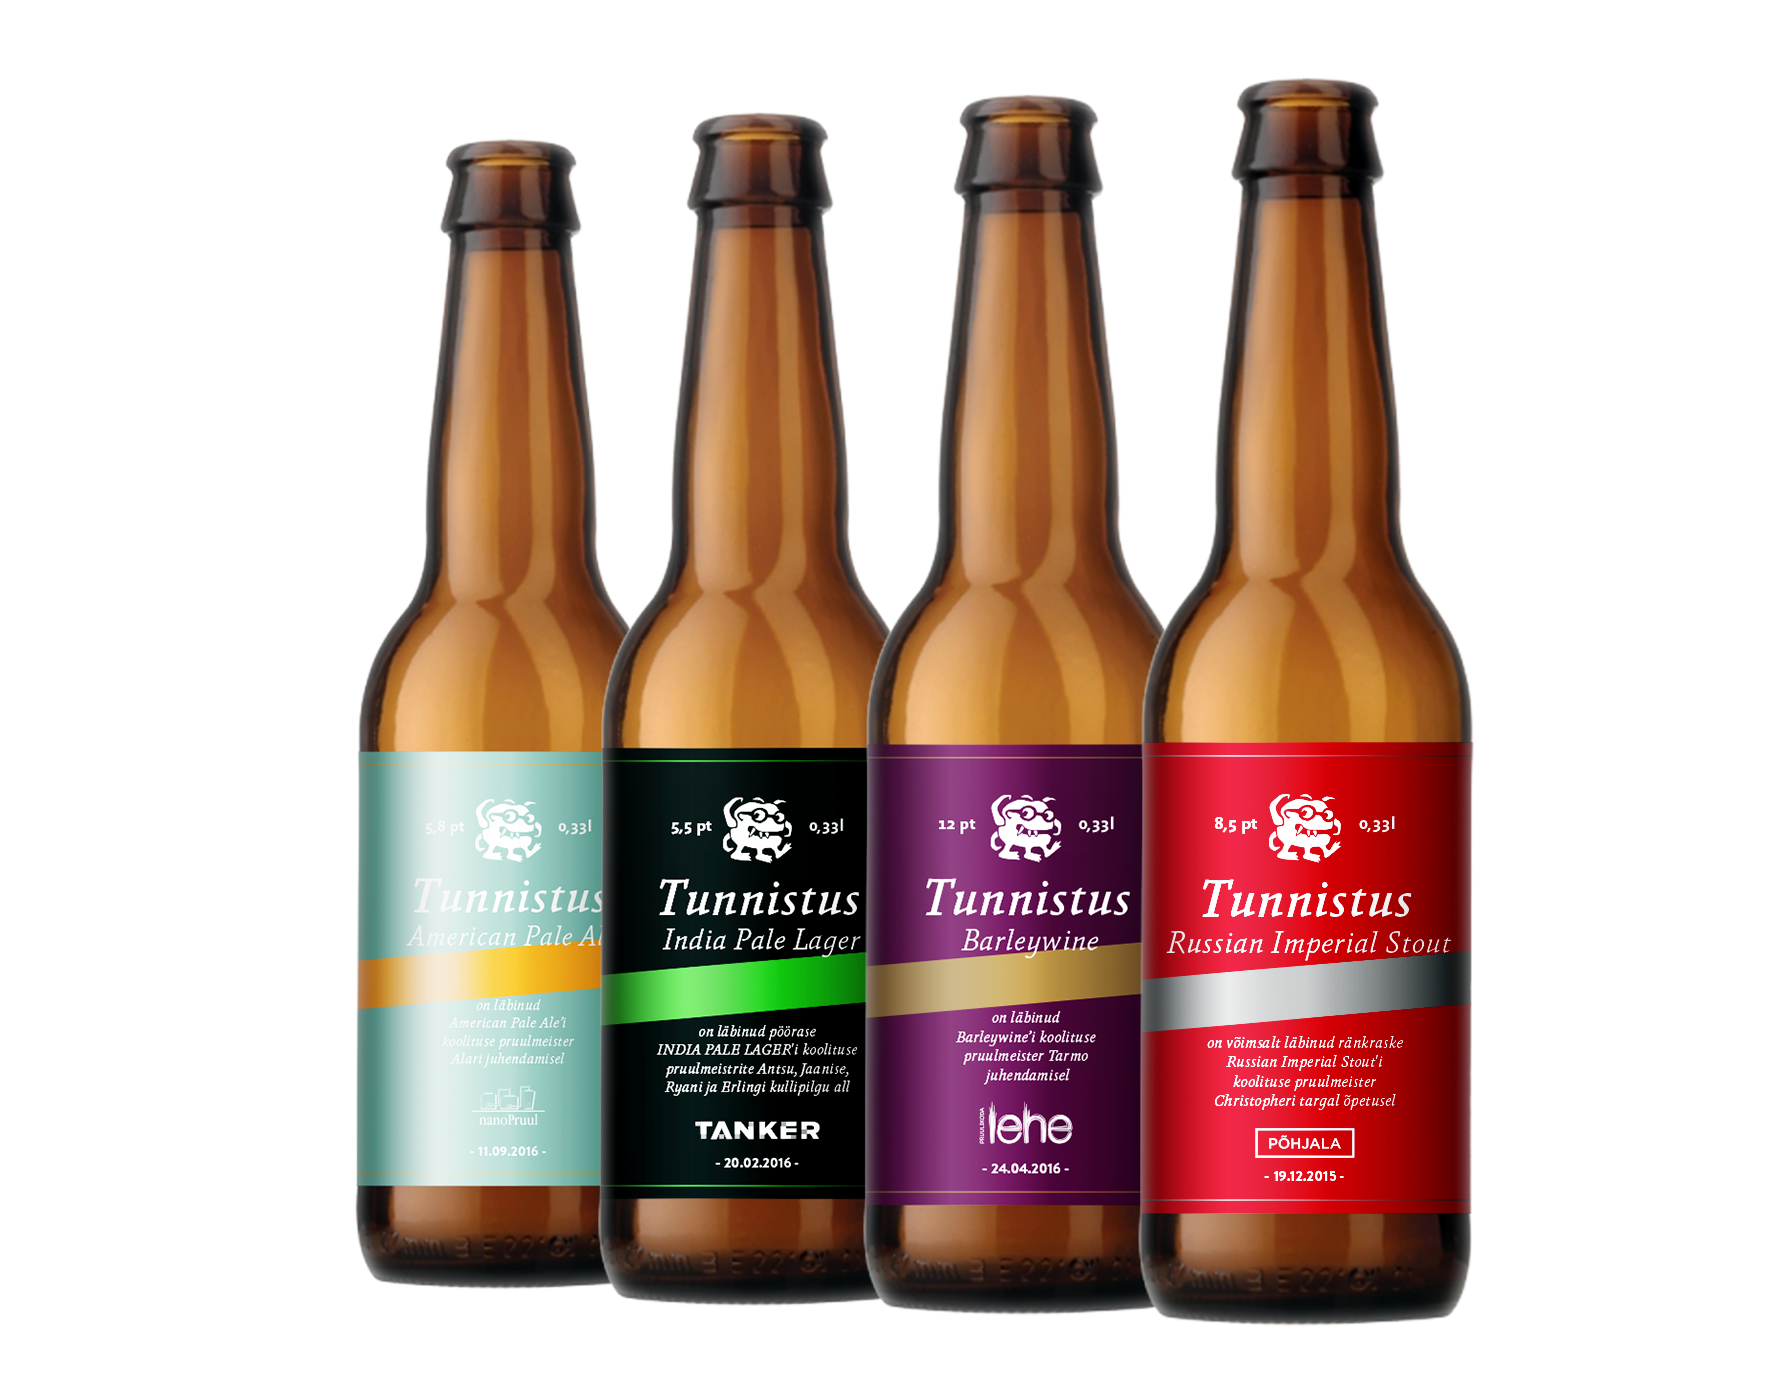 5,8 pt 0,33l
Tunnistus
American Pale Al
on läbinud
American Pale Ale'i
koolituse pruulmeister
Alari juhendamisel
nanoPruul
- 11.09.2016 -
5,5 pt 0,33l
Tunnistus
India Pale Lager
on läbinud pöörase
INDIA PALE LAGER'i koolituse
pruulmeistrite Antsu, Jaanise,
Ryani ja Erlingi kullipilgu all
TANKER
- 20.02.2016 -
12 pt 0,33l
Tunnistus
Barleywine
on läbinud
Barleywine'i koolituse
pruulmeister Tarmo
juhendamisel
PRUULIKODA
lehe
- 24.04.2016 -
8,5 pt 0,33l
Tunnistus
Russian Imperial Stout
on võimsalt läbinud ränkraske
Russian Imperial Stout'i
koolituse pruulmeister
Christopheri targal õpetusel
PÕHJALA
- 19.12.2015 -